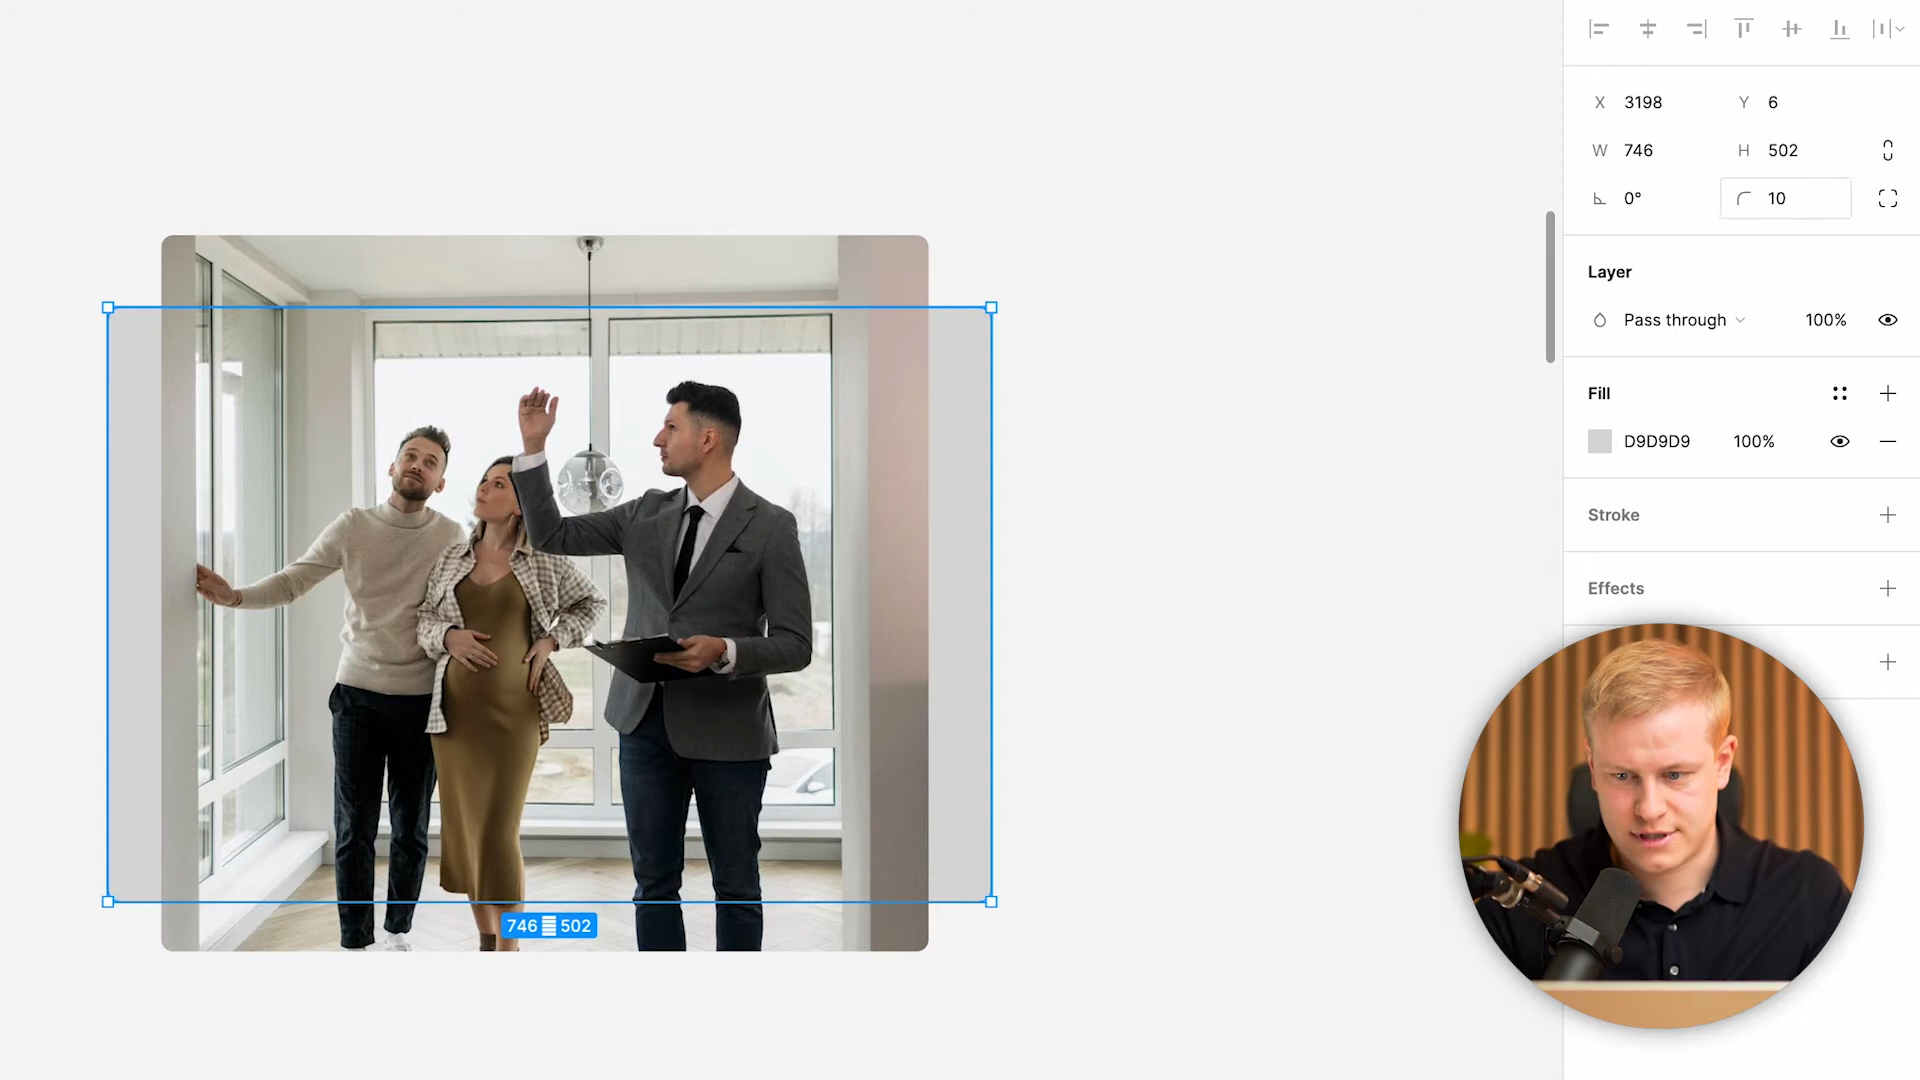 X 3198 Y 6
W 746 H 502
0° 10
Layer
Pass through 100%
Fill
D9D9D9 100%
Stroke
Effects
746 502